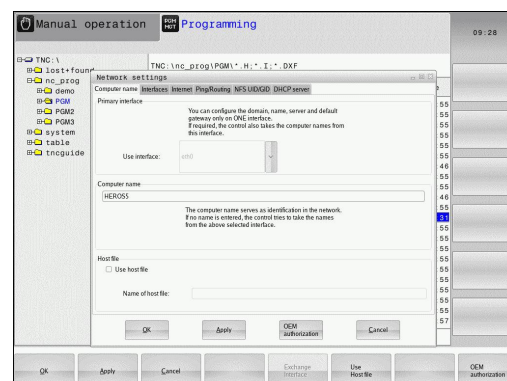 Manual operation
PGM MGT
Programming
09:28
TNC:\
lost+found
nc_prog
demo
PGM
PGM2
PGM3
system
table
tncguide
TNC:\nc_prog\PGM\*.H;*.I;*.DXF
Network settings
Computer name Interfaces Internet Ping/Routing NFS UID/GID DHCP server
Primary interface
You can configure the domain, name, server and default
gateway only on ONE interface.
If required, the control also takes the computer names from
this interface.
Use interface: eth0
Computer name
HEROS5
The computer name serves as identification in the network.
If no name is entered, the control tries to take the names
from the above selected interface.
Host file
Use host file
Name of host file:
OK Apply OEM authorization Cancel
55
55
55
55
55
46
55
55
46
55
31
55
55
55
55
55
55
55
55
55
57
OK Apply Cancel Exchange Interface Use Host file OEM authorization